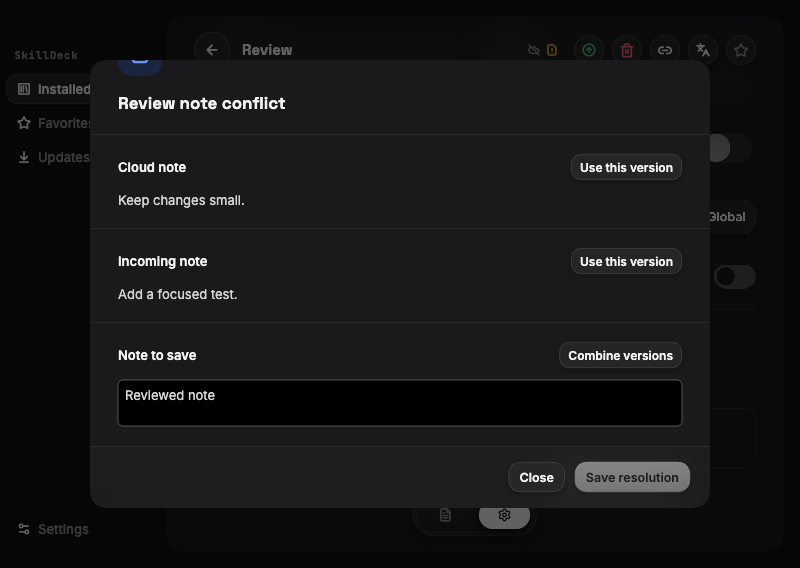 SkillDeck
Review
Installed
Favorites
Updates
Review note conflict
Cloud note
Use this version
Keep changes small.
Global
Incoming note
Use this version
Add a focused test.
Note to save
Combine versions
Reviewed note
Close
Save resolution
Settings